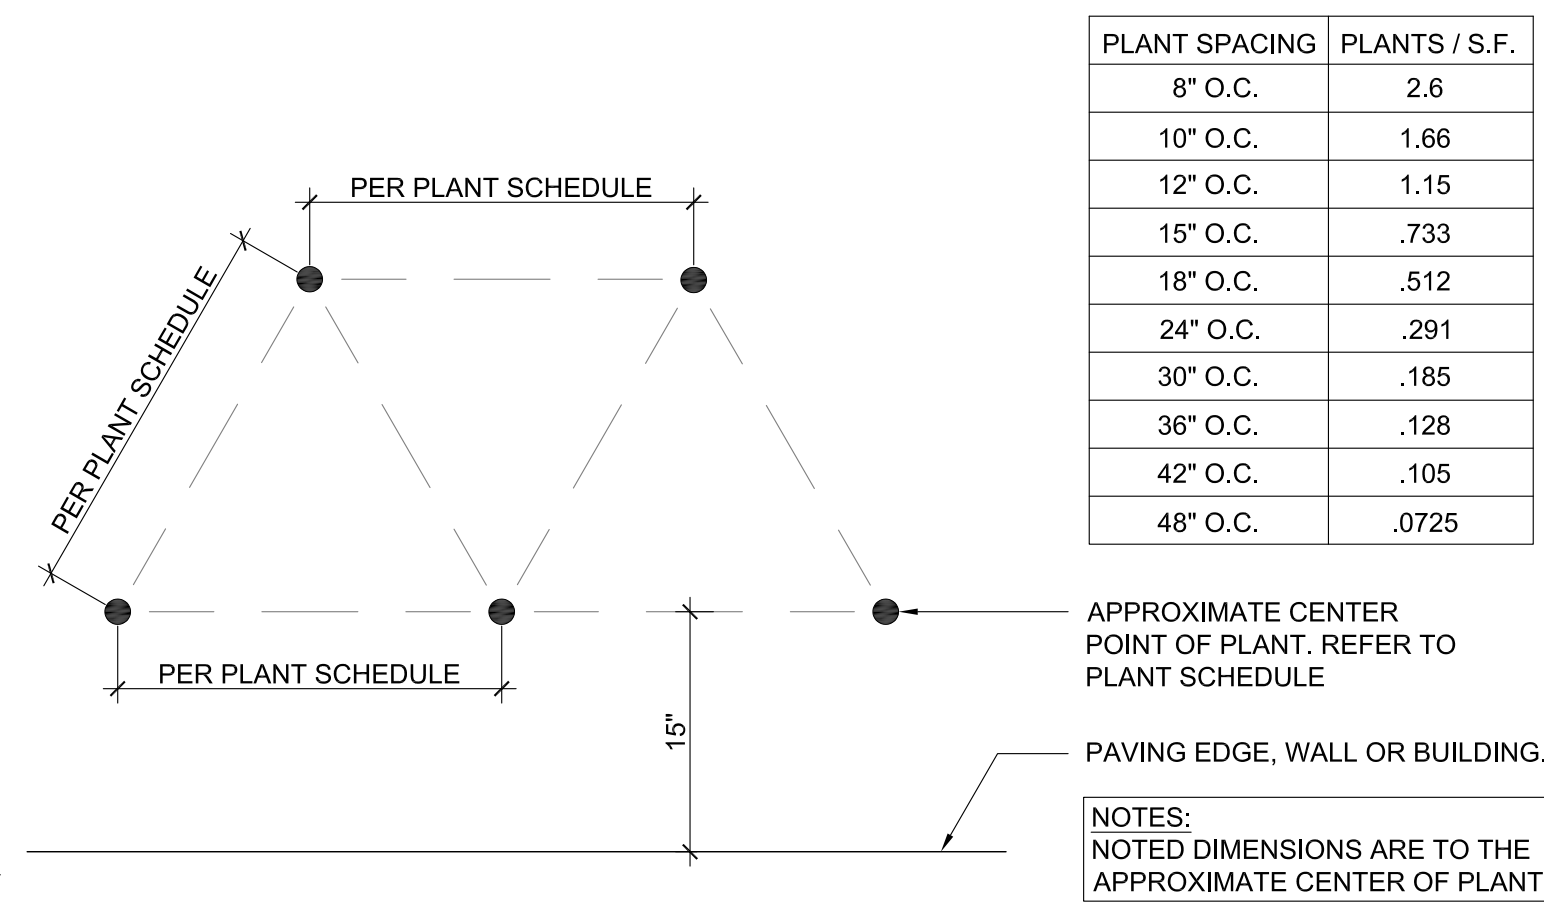 PLANT SPACING PLANTS / S.F.
8" O.C. 2.6
10" O.C. 1.66
12" O.C. 1.15
15" O.C. .733
18" O.C. .512
24" O.C. .291
30" O.C. .185
36" O.C. .128
42" O.C. .105
48" O.C. .0725
PER PLANT SCHEDULE
PER PLANT SCHEDULE
PER PLANT SCHEDULE
15"
APPROXIMATE CENTER
POINT OF PLANT. REFER TO
PLANT SCHEDULE
PAVING EDGE, WALL OR BUILDING.
NOTES:
NOTED DIMENSIONS ARE TO THE
APPROXIMATE CENTER OF PLANT